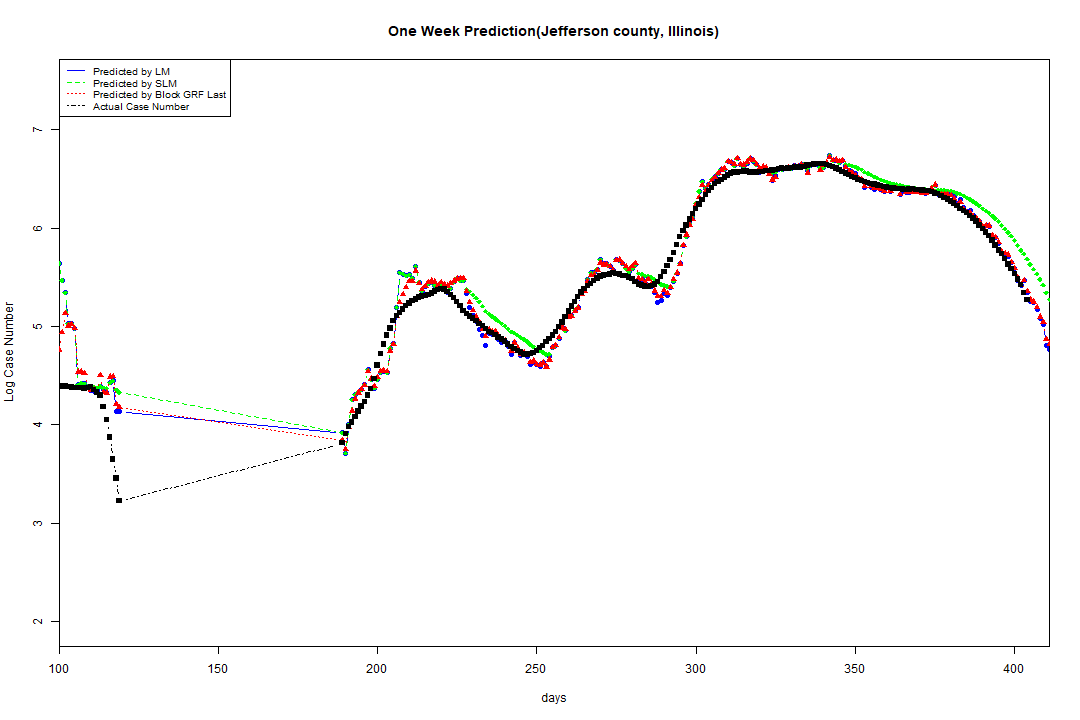 One Week Prediction(Jefferson county, Illinois)
Predicted by LM
Predicted by SLM
Predicted by Block GRF Last
Actual Case Number
Log Case Number
7
6
5
4
3
2
100 150 200 250 300 350 400
days